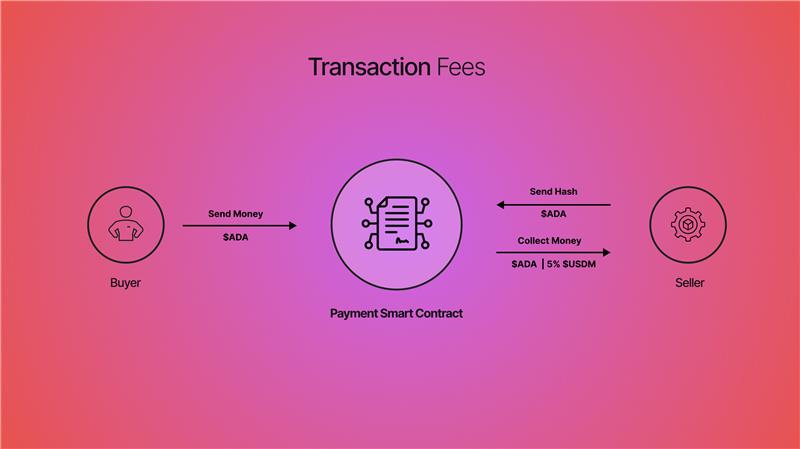 Transaction Fees
Send Money
$ADA
Buyer
Payment Smart Contract
Send Hash
$ADA
Collect Money
$ADA | 5% $USDM
Seller